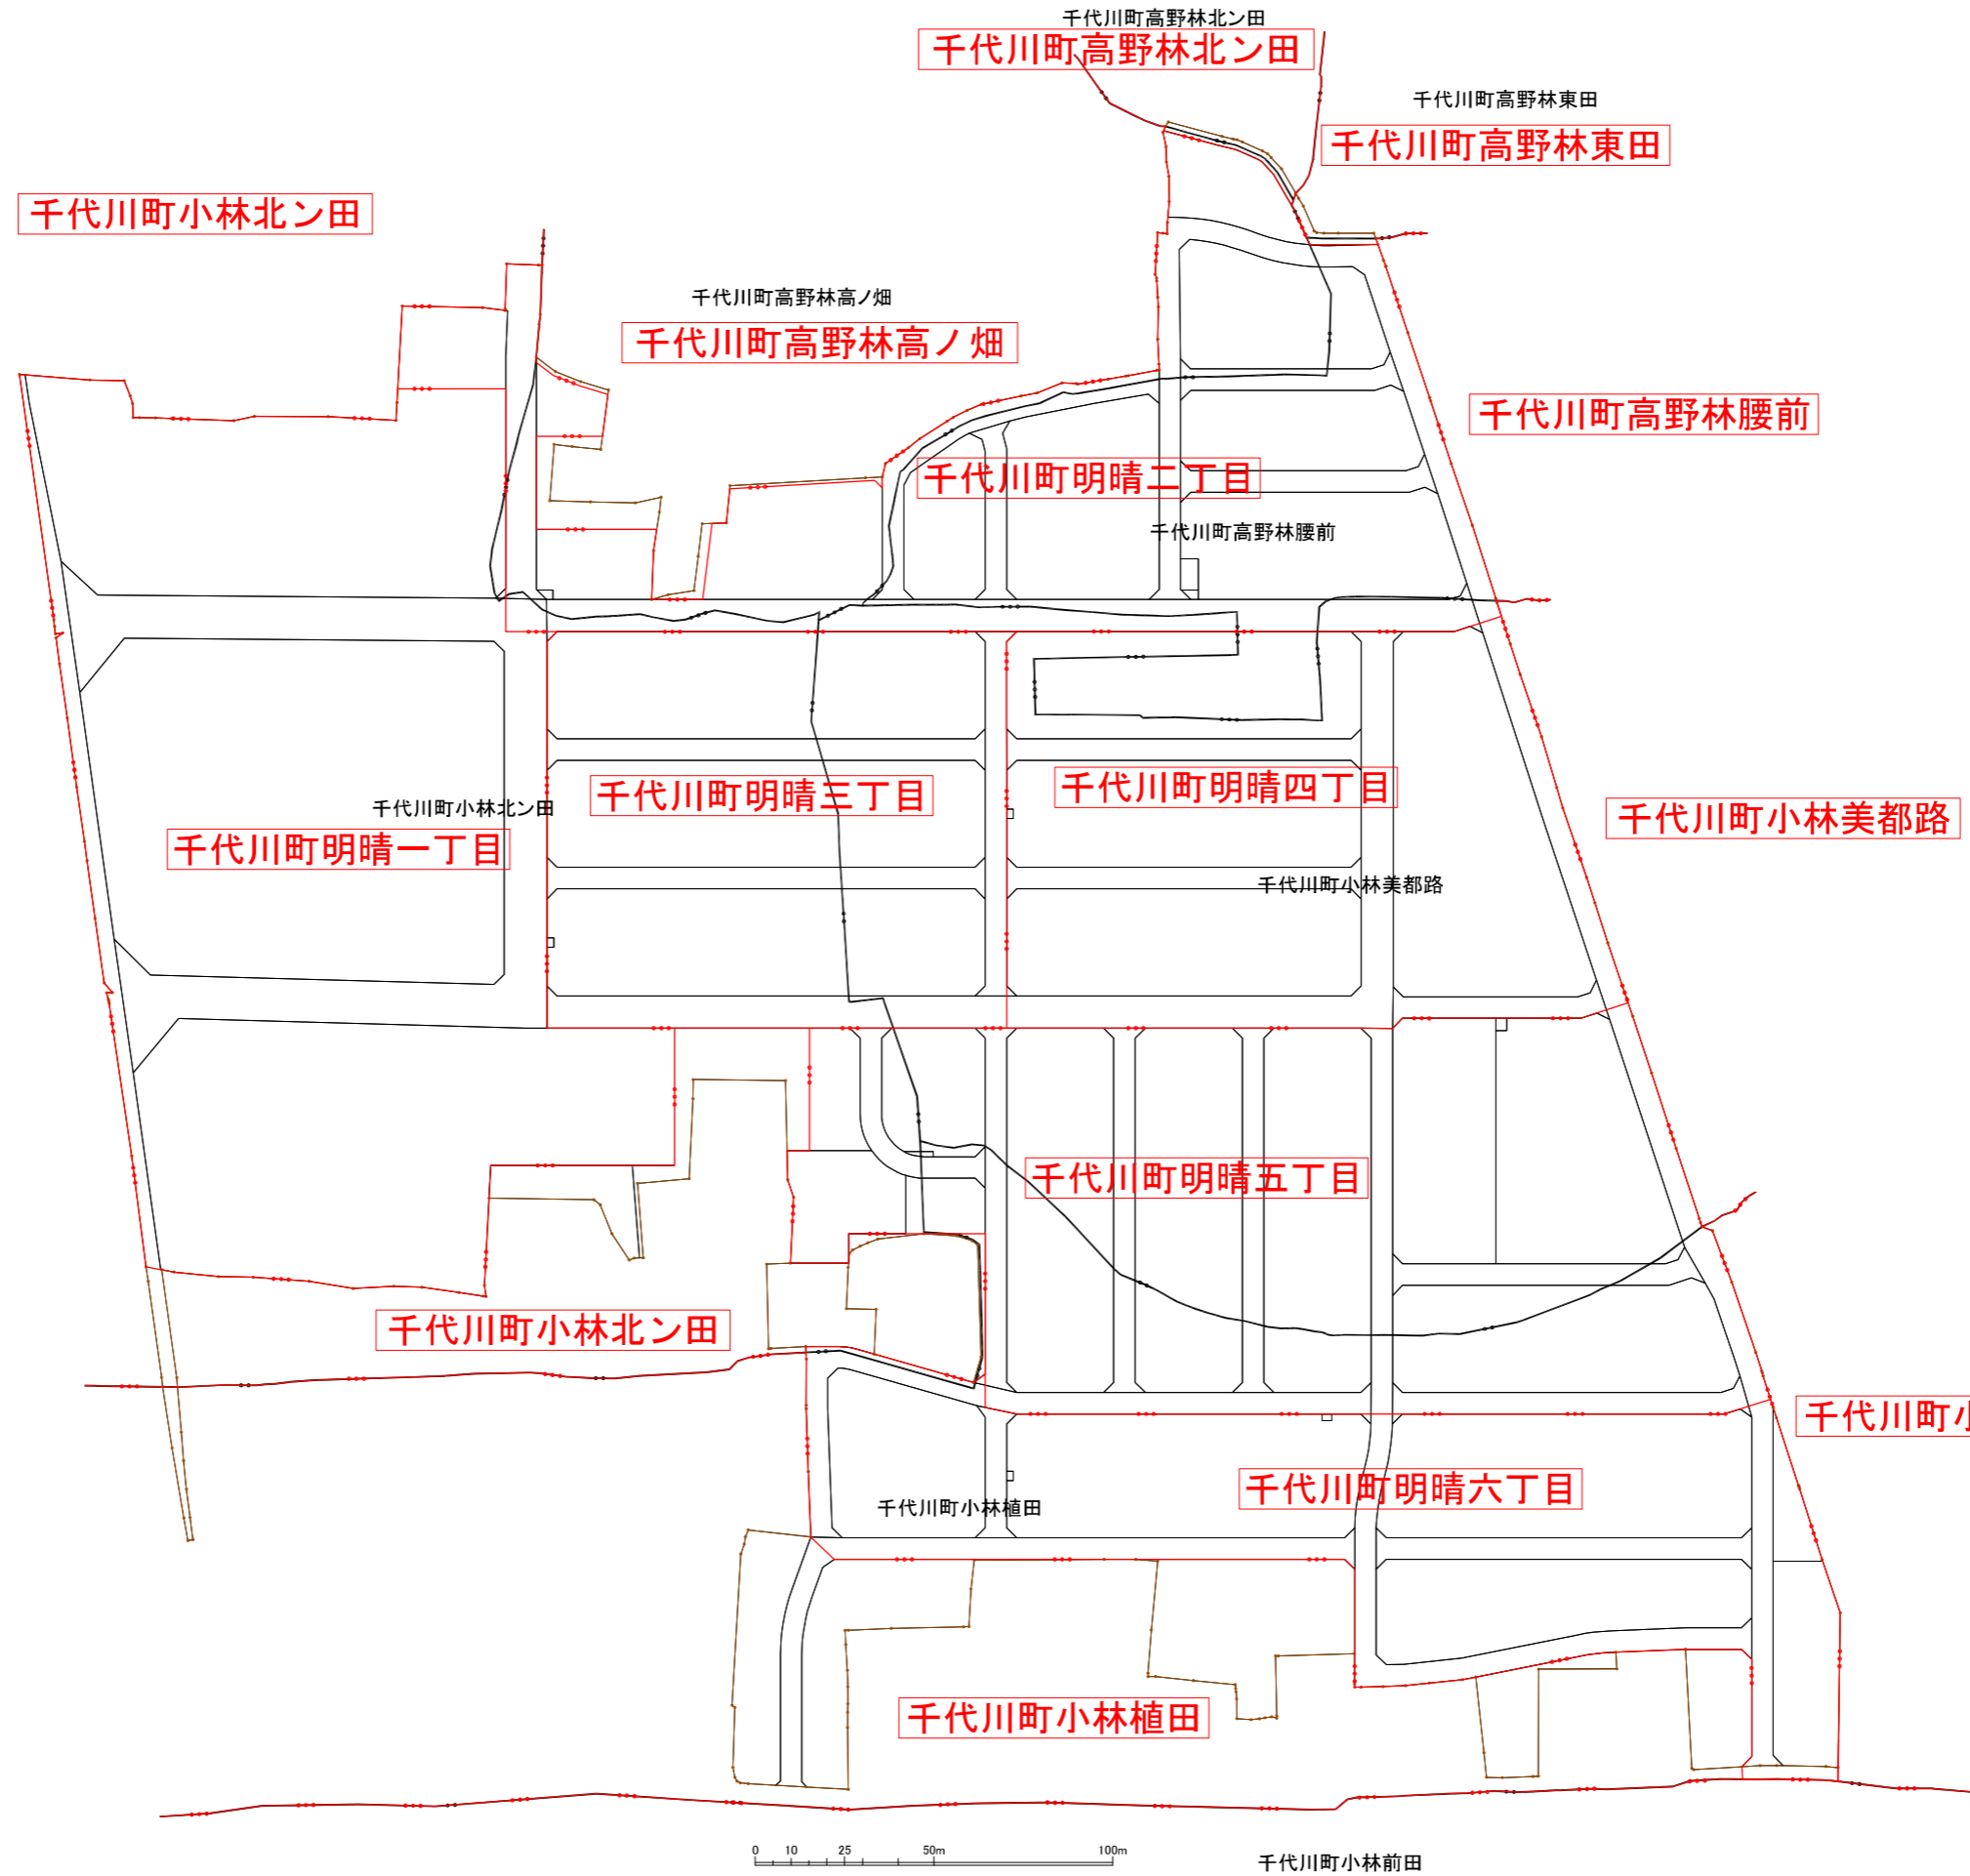 千代川町高野林北ン田
千代川町高野林北ン田
千代川町高野林東田
千代川町高野林東田
千代川町小林北ン田
千代川町高野林高ノ畑
千代川町高野林高ノ畑
千代川町高野林腰前
千代川町明晴二丁目
千代川町高野林腰前
千代川町明晴三丁目
千代川町明晴四丁目
千代川町小林北ン田
千代川町小林美都路
千代川町明晴一丁目
千代川町小林美都路
千代川町明晴五丁目
千代川町小林北ン田
千代川町小
千代川町明晴六丁目
千代川町小林植田
千代川町小林植田
0 10 25 50m 100m
千代川町小林前田